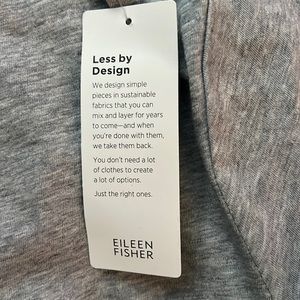 Less by
Design
We design simple
pieces in sustainable
fabrics that you can
mix and layer for years
to come—and when
you're done with them,
we take them back.
You don't need a lot
of clothes to create
a lot of options.
Just the right ones.
EILEEN
FISHER